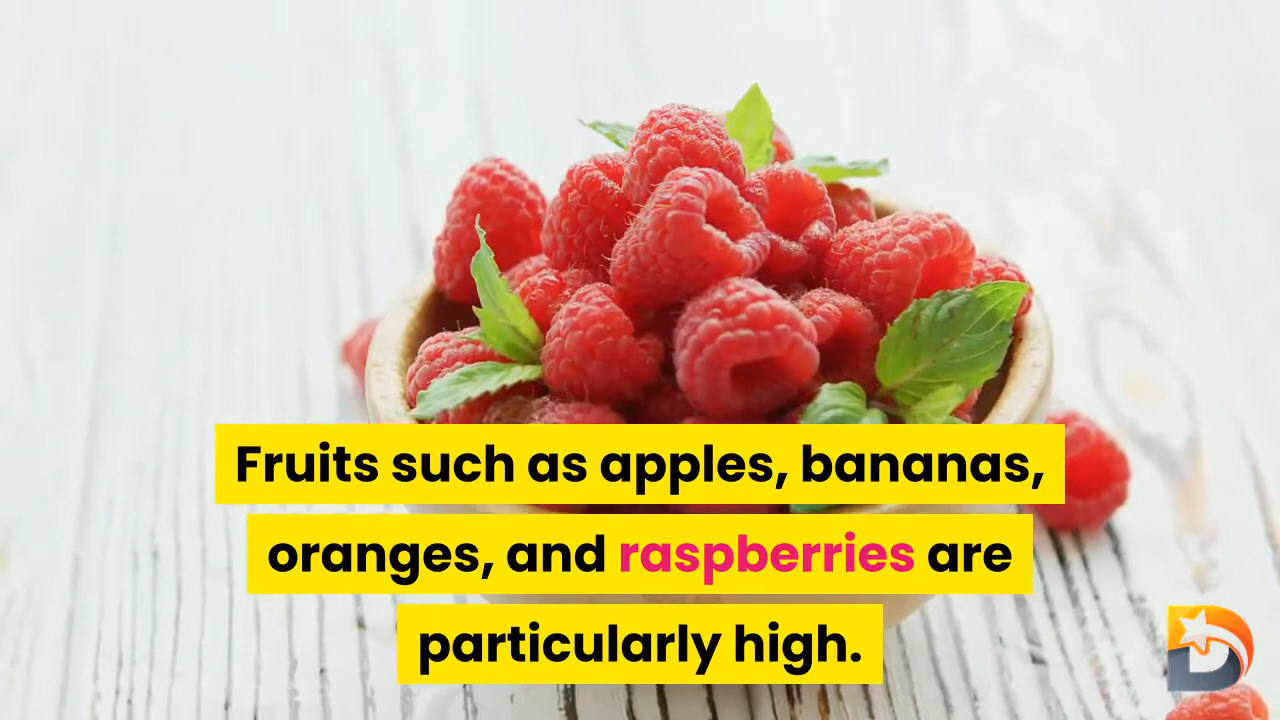 Fruits such as apples, bananas,
oranges, and raspberries are
particularly high.
D